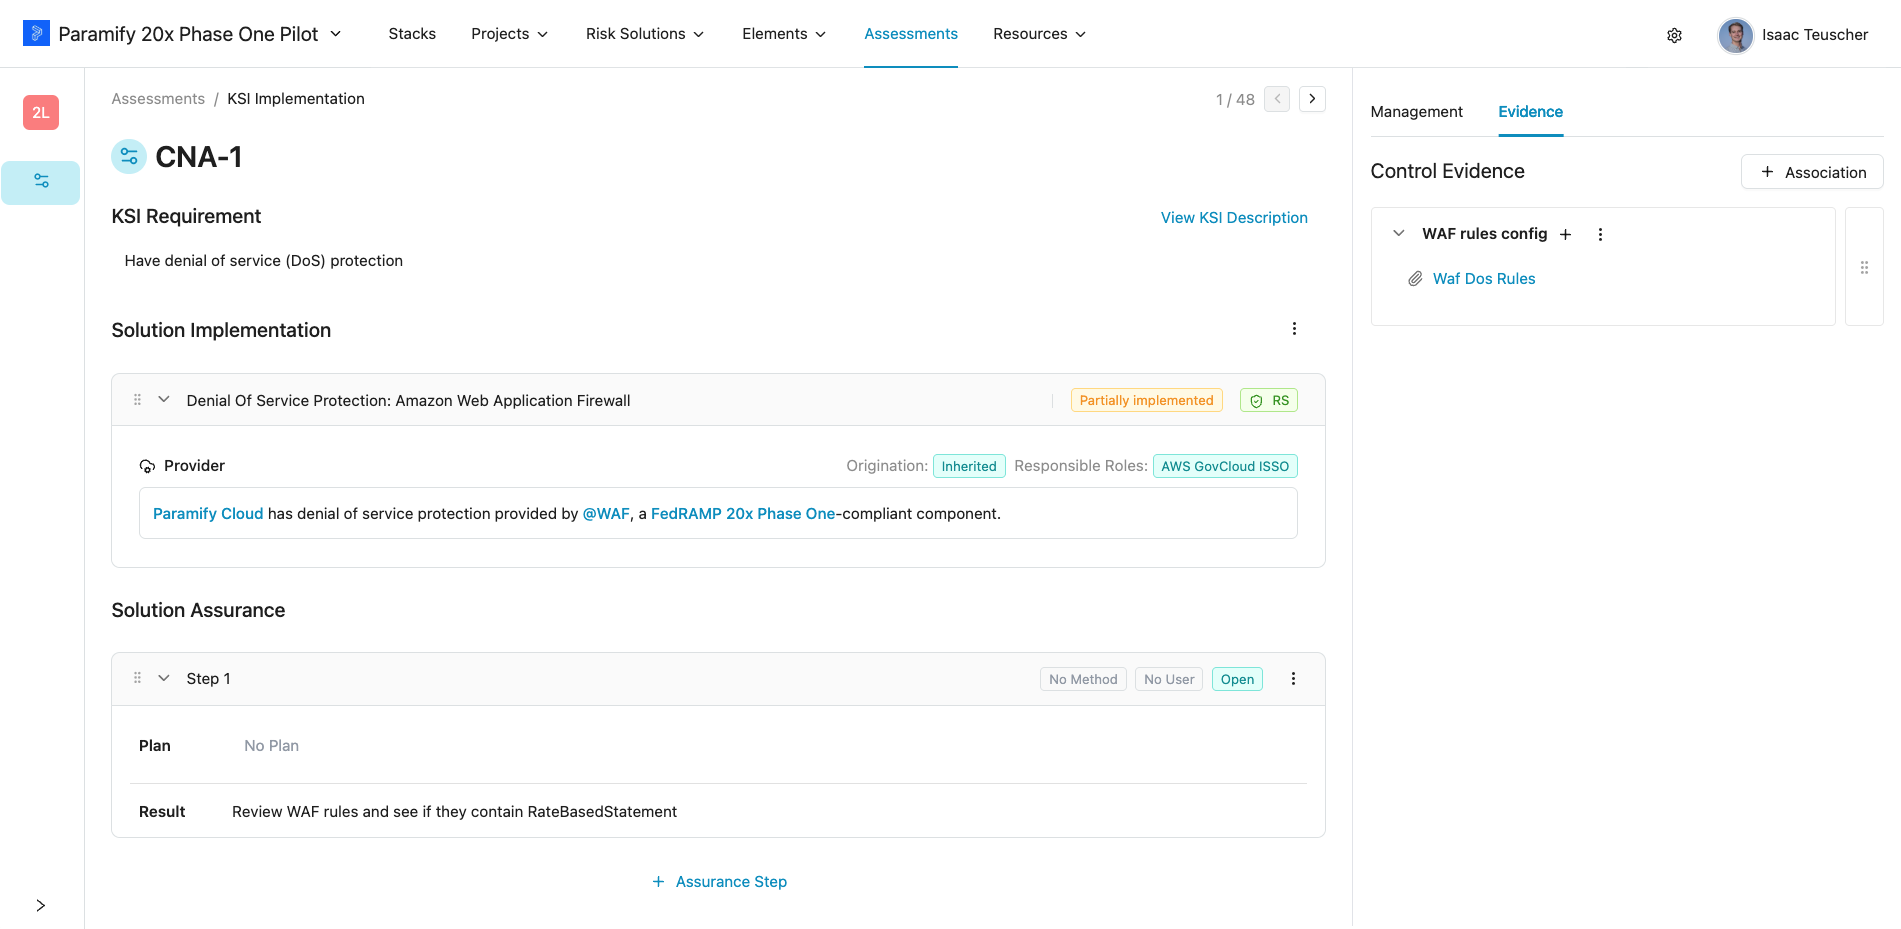 Paramify 20x Phase One Pilot
Stacks
Projects
Risk Solutions
Elements
Assessments
Resources
Isaac Teuscher
2L
Assessments / KSI Implementation
1 / 48
CNA-1
KSI Requirement
View KSI Description
Have denial of service (DoS) protection
Solution Implementation
Denial Of Service Protection: Amazon Web Application Firewall
Partially implemented
RS
Provider
Origination: Inherited Responsible Roles: AWS GovCloud ISSO
Paramify Cloud has denial of service protection provided by @WAF, a FedRAMP 20x Phase One-compliant component.
Solution Assurance
Step 1
No Method
No User
Open
Plan
No Plan
Result
Review WAF rules and see if they contain RateBasedStatement
+ Assurance Step
Management
Evidence
Control Evidence
+ Association
WAF rules config +
Waf Dos Rules